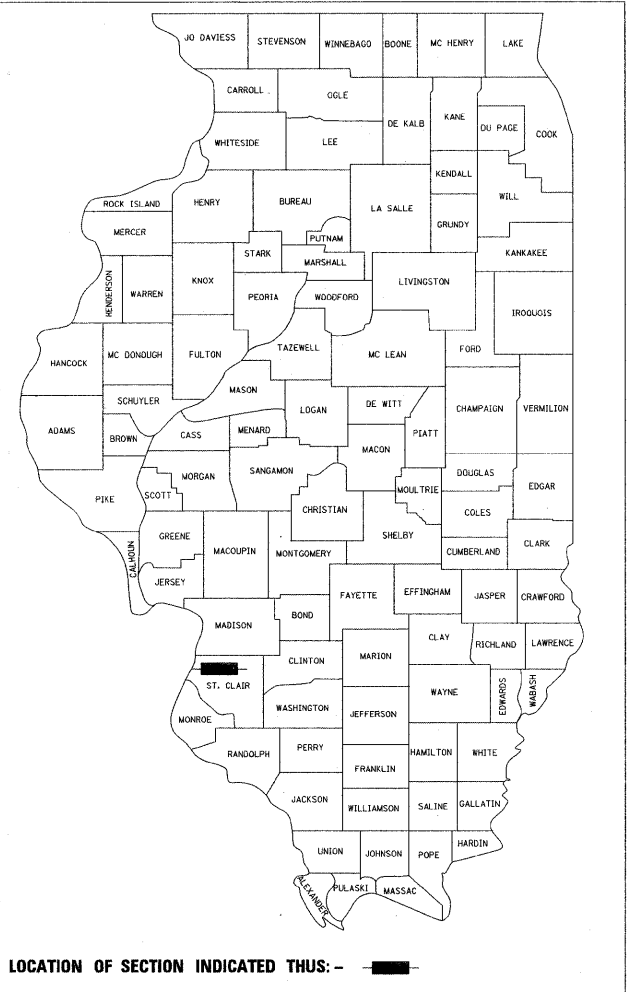 JO DAVIESS
STEVENSON
WINNEBAGO
BOONE
MC HENRY
LAKE
CARROLL
OGLE
DE KALB
KANE
DU PAGE
COOK
WHITESIDE
LEE
KENDALL
WILL
ROCK ISLAND
HENRY
BUREAU
LA SALLE
GRUNDY
MERCER
PUTNAM
STARK
MARSHALL
KANKAKEE
HENDERSON
WARREN
KNOX
PEORIA
WOODFORD
LIVINGSTON
IROQUOIS
HANCOCK
MC DONOUGH
FULTON
TAZEWELL
MC LEAN
FORD
MASON
SCHUYLER
LOGAN
DE WITT
CHAMPAIGN
VERMILION
ADAMS
BROWN
CASS
MENARD
MACON
PIATT
MORGAN
SANGAMON
DOUGLAS
PIKE
SCOTT
CHRISTIAN
MOULTRIE
EDGAR
COLES
GREENE
MACOUPIN
MONTGOMERY
SHELBY
CUMBERLAND
CLARK
CALHOUN
JERSEY
FAYETTE
EFFINGHAM
JASPER
CRAWFORD
MADISON
BOND
CLAY
RICHLAND
LAWRENCE
CLINTON
MARION
ST. CLAIR
WAYNE
EDWARDS
WABASH
WASHINGTON
JEFFERSON
MONROE
RANDOLPH
PERRY
HAMILTON
WHITE
FRANKLIN
JACKSON
WILLIAMSON
SALINE
GALLATIN
UNION
JOHNSON
POPE
HARDIN
ALEXANDER
PULASKI
MASSAC
LOCATION OF SECTION INDICATED THUS: -